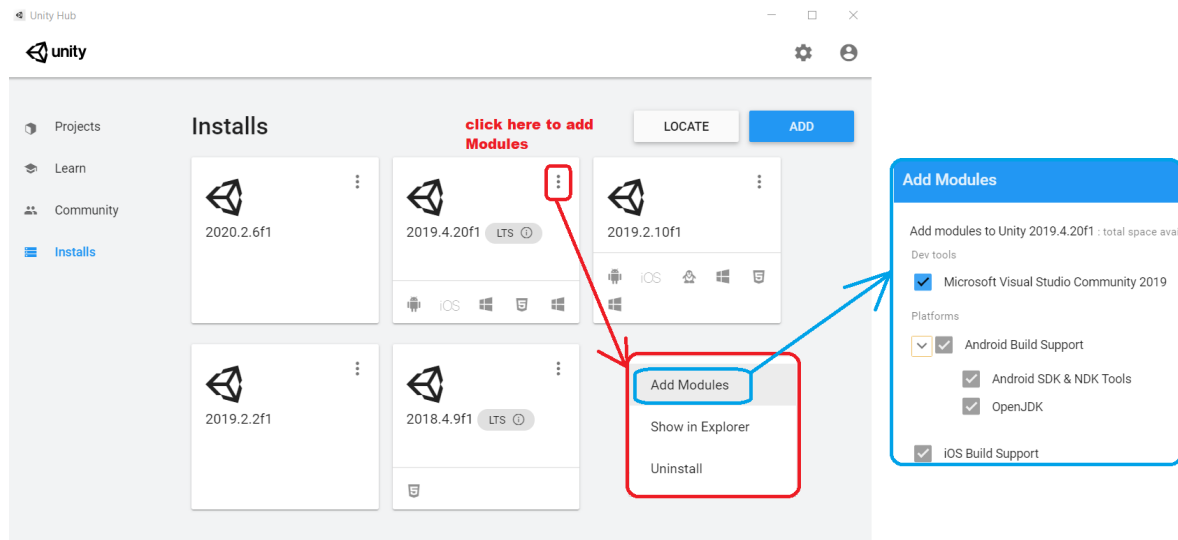 Unity Hub
unity
Projects
Learn
Community
Installs
Installs
click here to add
Modules
LOCATE
ADD
2020.2.6f1
2019.4.20f1 LTS
iOS
2019.2.10f1
iOS
2019.2.2f1
2018.4.9f1 LTS
Add Modules
Show in Explorer
Uninstall
Add Modules
Add modules to Unity 2019.4.20f1 : total space ava
Dev tools
Microsoft Visual Studio Community 2019
Platforms
Android Build Support
Android SDK & NDK Tools
OpenJDK
iOS Build Support